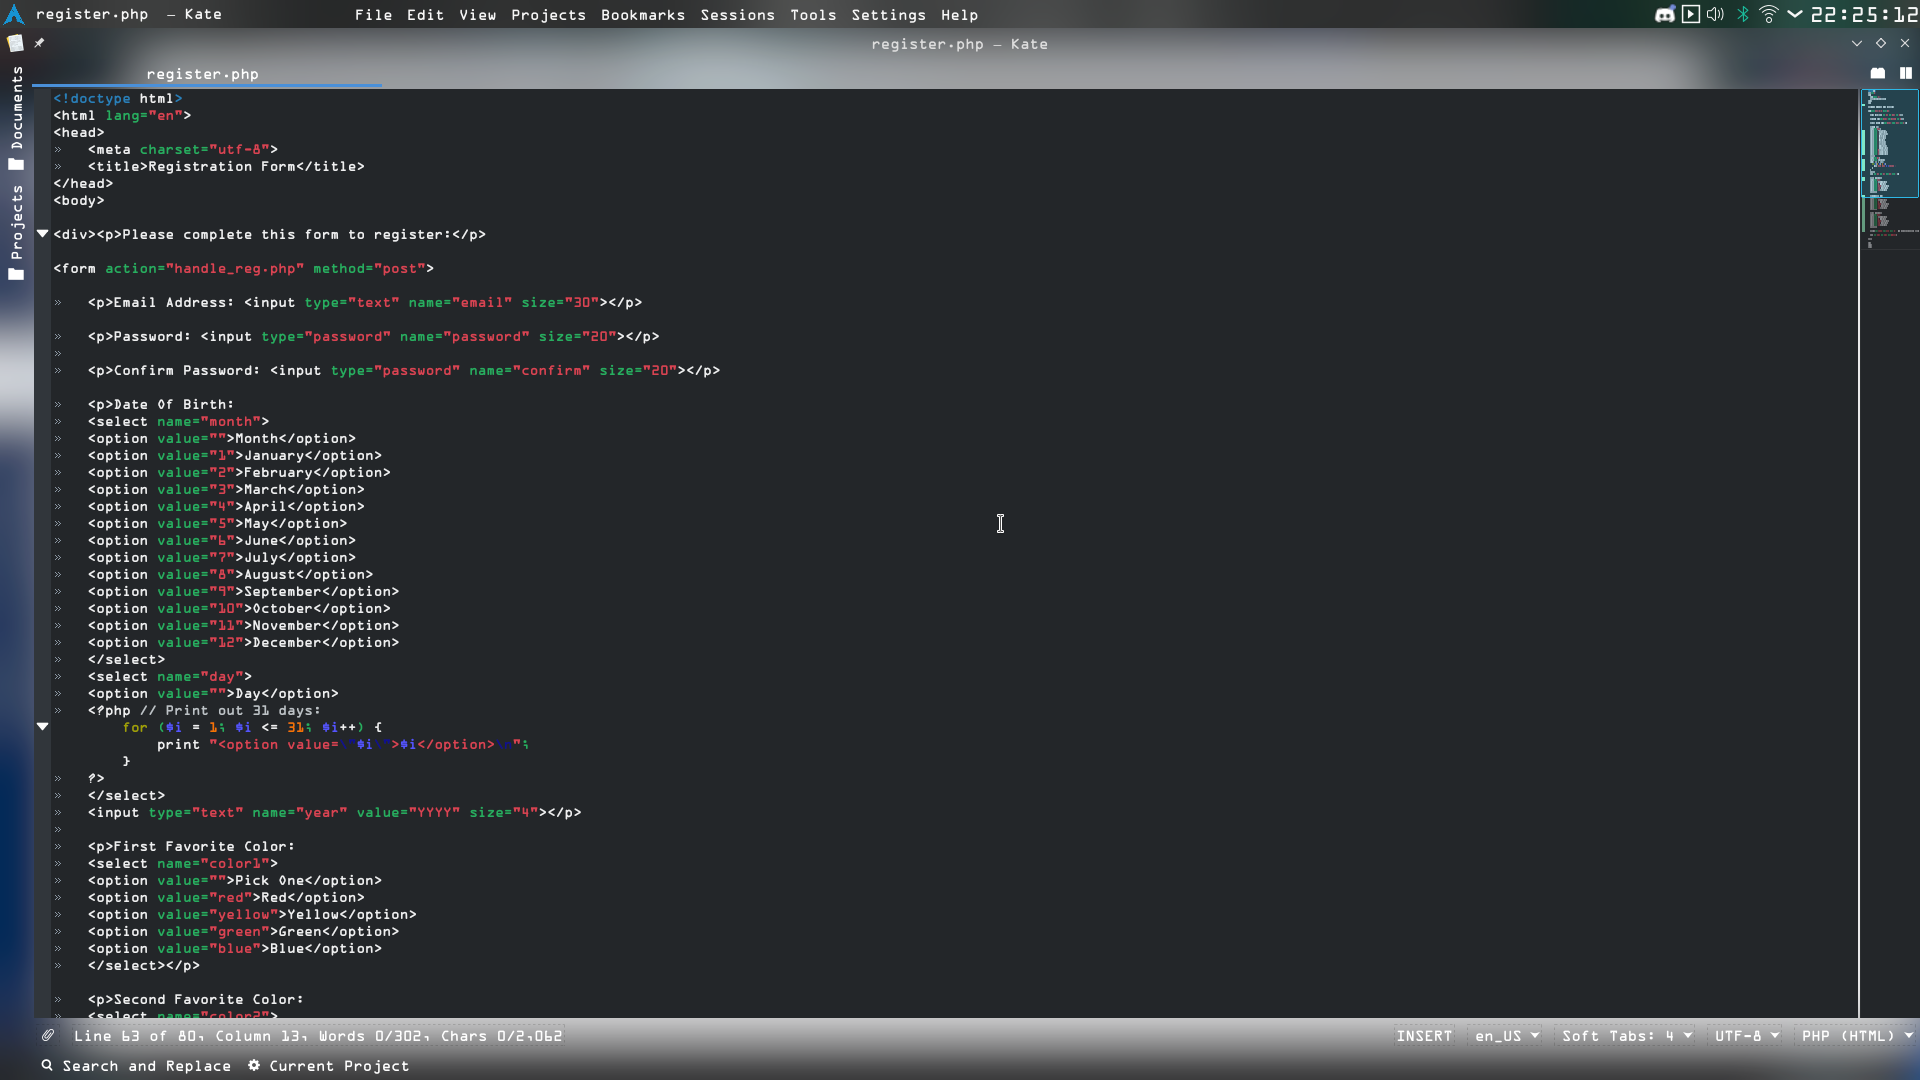 register.php  — Kate
File Edit View Projects Bookmarks Sessions Tools Settings Help
22:25:12
register.php — Kate
register.php
Documents
Projects
<!doctype html>
<html lang="en">
<head>
»   <meta charset="utf-8">
»   <title>Registration Form</title>
</head>
<body>
<div><p>Please complete this form to register:</p>
<form action="handle_reg.php" method="post">
»   <p>Email Address: <input type="text" name="email" size="30"></p>
»   <p>Password: <input type="password" name="password" size="20"></p>
»
»   <p>Confirm Password: <input type="password" name="confirm" size="20"></p>
»   <p>Date Of Birth:
»   <select name="month">
»   <option value="">Month</option>
»   <option value="1">January</option>
»   <option value="2">February</option>
»   <option value="3">March</option>
»   <option value="4">April</option>
»   <option value="5">May</option>
»   <option value="6">June</option>
»   <option value="7">July</option>
»   <option value="8">August</option>
»   <option value="9">September</option>
»   <option value="10">October</option>
»   <option value="11">November</option>
»   <option value="12">December</option>
»   </select>
»   <select name="day">
»   <option value="">Day</option>
»   <?php // Print out 31 days:
        for ($i = 1; $i <= 31; $i++) {
            print "<option value=\"$i\">$i</option>\n";
        }
»   ?>
»   </select>
»   <input type="text" name="year" value="YYYY" size="4"></p>
»
»   <p>First Favorite Color:
»   <select name="color1">
»   <option value="">Pick One</option>
»   <option value="red">Red</option>
»   <option value="yellow">Yellow</option>
»   <option value="green">Green</option>
»   <option value="blue">Blue</option>
»   </select></p>
»   <p>Second Favorite Color:
»   <select name="color2">
Line 63 of 80, Column 13, Words 0/302, Chars 0/2,062
INSERT en_US Soft Tabs: 4 UTF-8 PHP (HTML)
Search and Replace Current Project